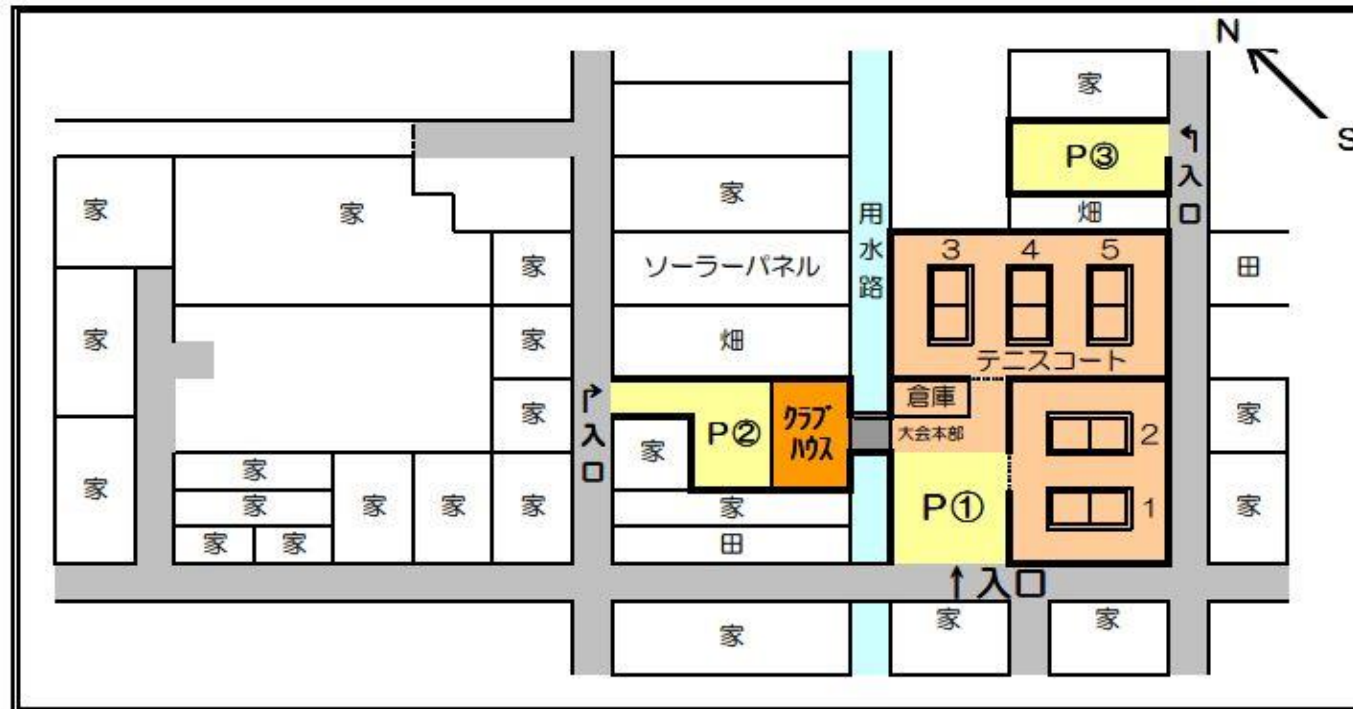 N
S
家
P③
入口
家
家
家
用水路
畑
家
ソーラーパネル
3 4 5
田
家
家
畑
テニスコート
家
P②
クラブハウス
倉庫
大会本部
2
家
入口
家
家
家
家
家
家
家
家
P①
1
家
家
家
田
入口
家
家
家